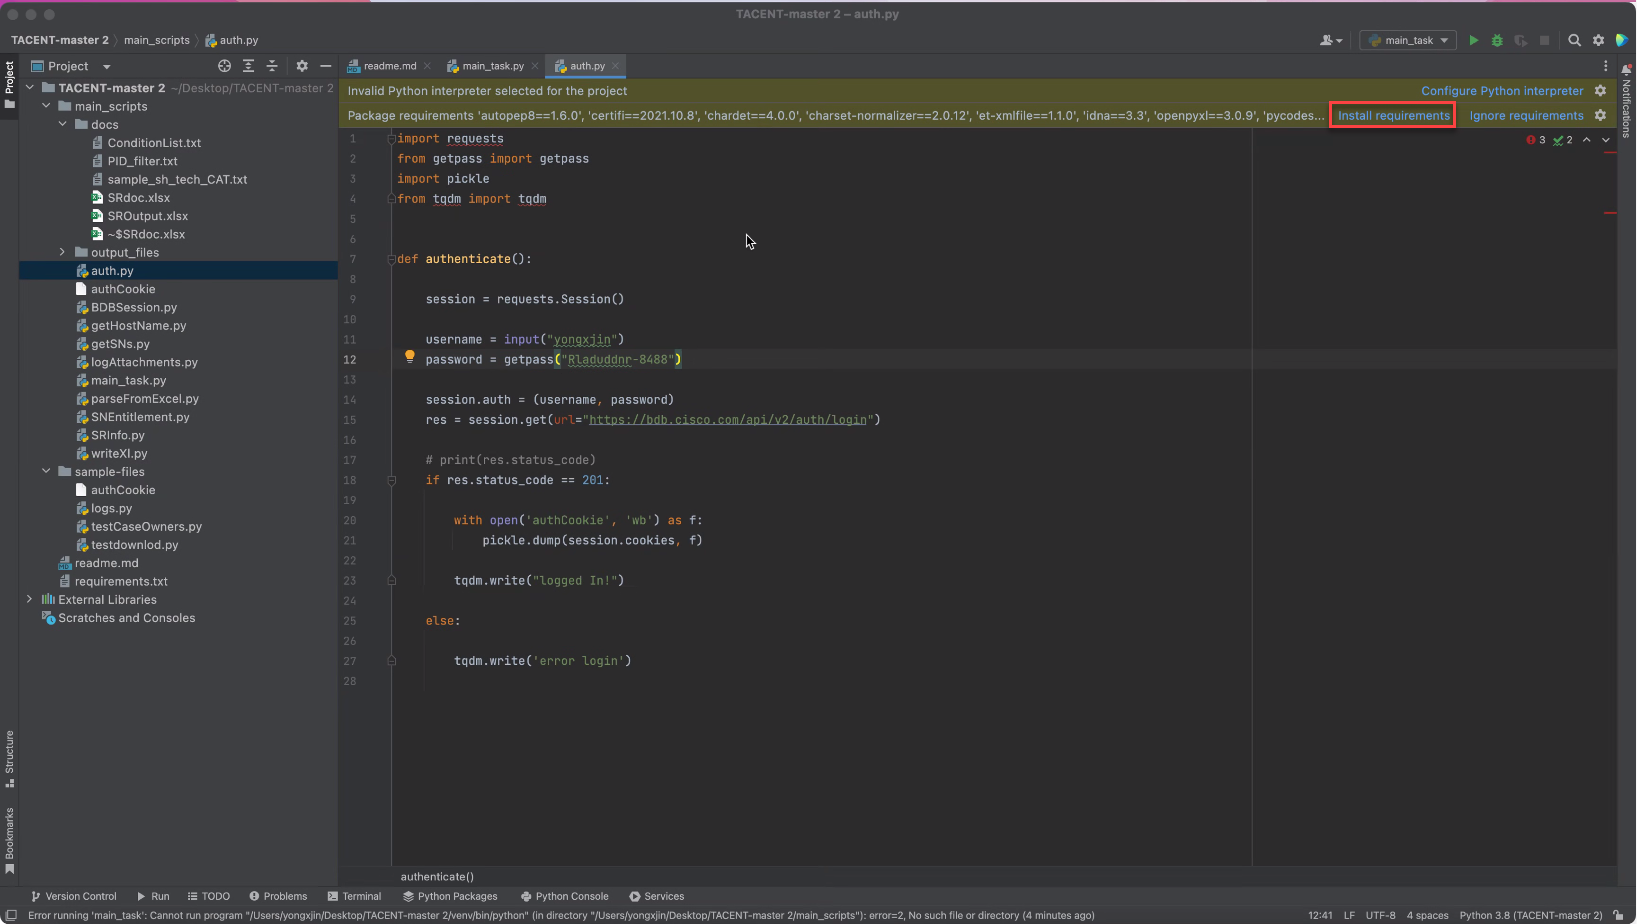 TACENT-master 2 – auth.py
TACENT-master 2 main_scripts auth.py
main_task
Project
Project
readme.md
main_task.py
auth.py
Notifications
Invalid Python interpreter selected for the project
Configure Python interpreter
Package requirements 'autopep8==1.6.0', 'certifi==2021.10.8', 'chardet==4.0.0', 'charset-normalizer==2.0.12', 'et-xmlfile==1.1.0', 'idna==3.3', 'openpyxl==3.0.9', 'pycodes...
Install requirements
Ignore requirements
3 2
TACENT-master 2 ~/Desktop/TACENT-master 2
main_scripts
docs
ConditionList.txt
PID_filter.txt
sample_sh_tech_CAT.txt
SRdoc.xlsx
SROutput.xlsx
~$SRdoc.xlsx
output_files
auth.py
authCookie
BDBSession.py
getHostName.py
getSNs.py
logAttachments.py
main_task.py
parseFromExcel.py
SNEntitlement.py
SRInfo.py
writeXl.py
sample-files
authCookie
logs.py
testCaseOwners.py
testdownlod.py
readme.md
requirements.txt
External Libraries
Scratches and Consoles
1 import requests
2 from getpass import getpass
3 import pickle
4 from tqdm import tqdm
5
6
7 def authenticate():
8
9 session = requests.Session()
10
11 username = input("yongxjin")
12 password = getpass("Rladuddnr-8488")
13
14 session.auth = (username, password)
15 res = session.get(url="https://bdb.cisco.com/api/v2/auth/login")
16
17 # print(res.status_code)
18 if res.status_code == 201:
19
20 with open('authCookie', 'wb') as f:
21 pickle.dump(session.cookies, f)
22
23 tqdm.write("logged In!")
24
25 else:
26
27 tqdm.write('error login')
28
Structure
Bookmarks
authenticate()
Version Control
Run
TODO
Problems
Terminal
Python Packages
Python Console
Services
Error running 'main_task': Cannot run program "/Users/yongxjin/Desktop/TACENT-master 2/venv/bin/python" (in directory "/Users/yongxjin/Desktop/TACENT-master 2/main_scripts"): error=2, No such file or directory (4 minutes ago)
12:41 LF UTF-8 4 spaces Python 3.8 (TACENT-master 2)